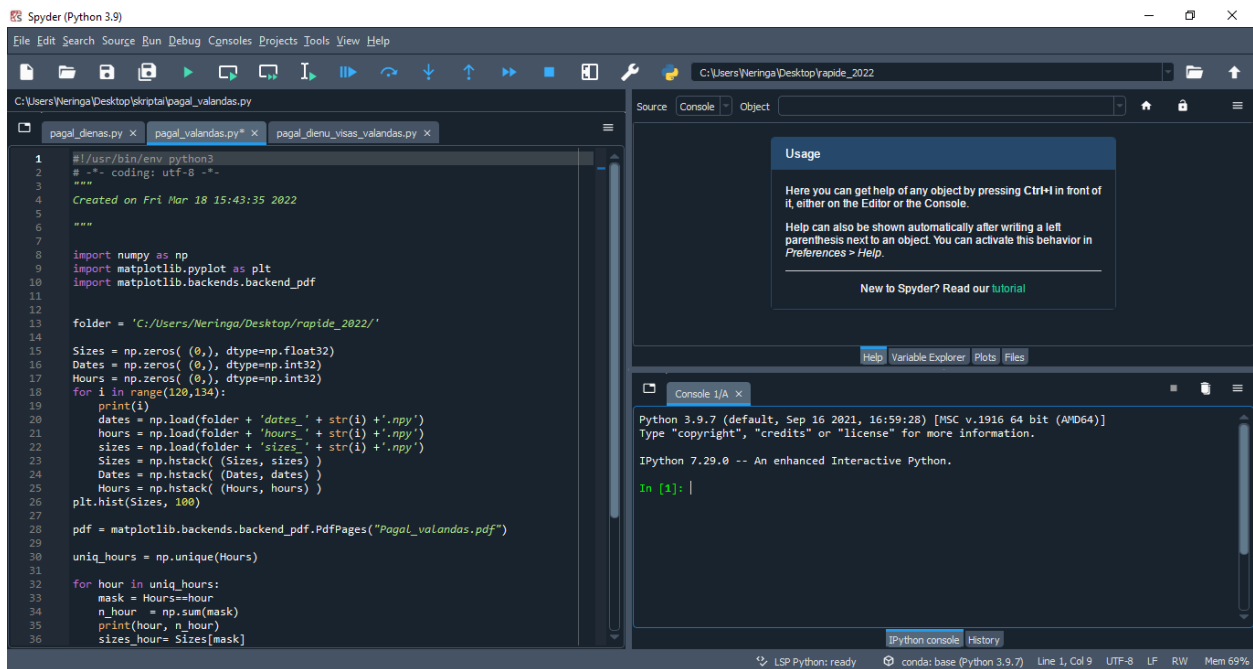 Spyder (Python 3.9)
File Edit Search Source Run Debug Consoles Projects Tools View Help
C:\Users\Neringa\Desktop\rapide_2022
C:\Users\Neringa\Desktop\skriptai\pagal_valandas.py
pagal_dienas.py pagal_valandas.py* pagal_dienu_visas_valandas.py
1 #!/usr/bin/env python3
2 # -*- coding: utf-8 -*-
3 """
4 Created on Fri Mar 18 15:43:35 2022
5
6 """
7
8 import numpy as np
9 import matplotlib.pyplot as plt
10 import matplotlib.backends.backend_pdf
11
12
13 folder = 'C:/Users/Neringa/Desktop/rapide_2022/'
14
15 Sizes = np.zeros( (0,), dtype=np.float32)
16 Dates = np.zeros( (0,), dtype=np.int32)
17 Hours = np.zeros( (0,), dtype=np.int32)
18 for i in range(120,134):
19     print(i)
20     dates = np.load(folder + 'dates_' + str(i) +'.npy')
21     hours = np.load(folder + 'hours_' + str(i) +'.npy')
22     sizes = np.load(folder + 'sizes_' + str(i) +'.npy')
23     Sizes = np.hstack( (Sizes, sizes) )
24     Dates = np.hstack( (Dates, dates) )
25     Hours = np.hstack( (Hours, hours) )
26 plt.hist(Sizes, 100)
27
28 pdf = matplotlib.backends.backend_pdf.PdfPages("Pagal_valandas.pdf")
29
30 uniq_hours = np.unique(Hours)
31
32 for hour in uniq_hours:
33     mask = Hours==hour
34     n_hour  = np.sum(mask)
35     print(hour, n_hour)
36     sizes_hour= Sizes[mask]
Source Console Object
Usage
Here you can get help of any object by pressing Ctrl+I in front of
it, either on the Editor or the Console.
Help can also be shown automatically after writing a left
parenthesis next to an object. You can activate this behavior in
Preferences > Help.
New to Spyder? Read our tutorial
Help Variable Explorer Plots Files
Console 1/A
Python 3.9.7 (default, Sep 16 2021, 16:59:28) [MSC v.1916 64 bit (AMD64)]
Type "copyright", "credits" or "license" for more information.
IPython 7.29.0 -- An enhanced Interactive Python.
In [1]:
IPython console History
LSP Python: ready conda: base (Python 3.9.7) Line 1, Col 9 UTF-8 LF RW Mem 69%